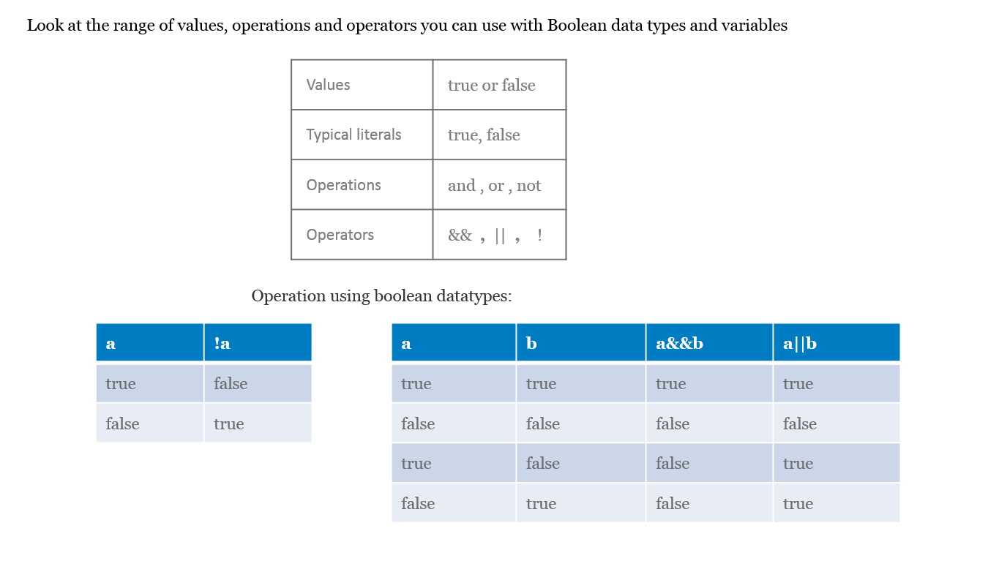 Look at the range of values, operations and operators you can use with Boolean data types and variables
Values true or false
Typical literals true, false
Operations and , or , not
Operators && , || , !
Operation using boolean datatypes:
a !a
true false
false true
a b a&&b a||b
true true true true
false false false false
true false false true
false true false true